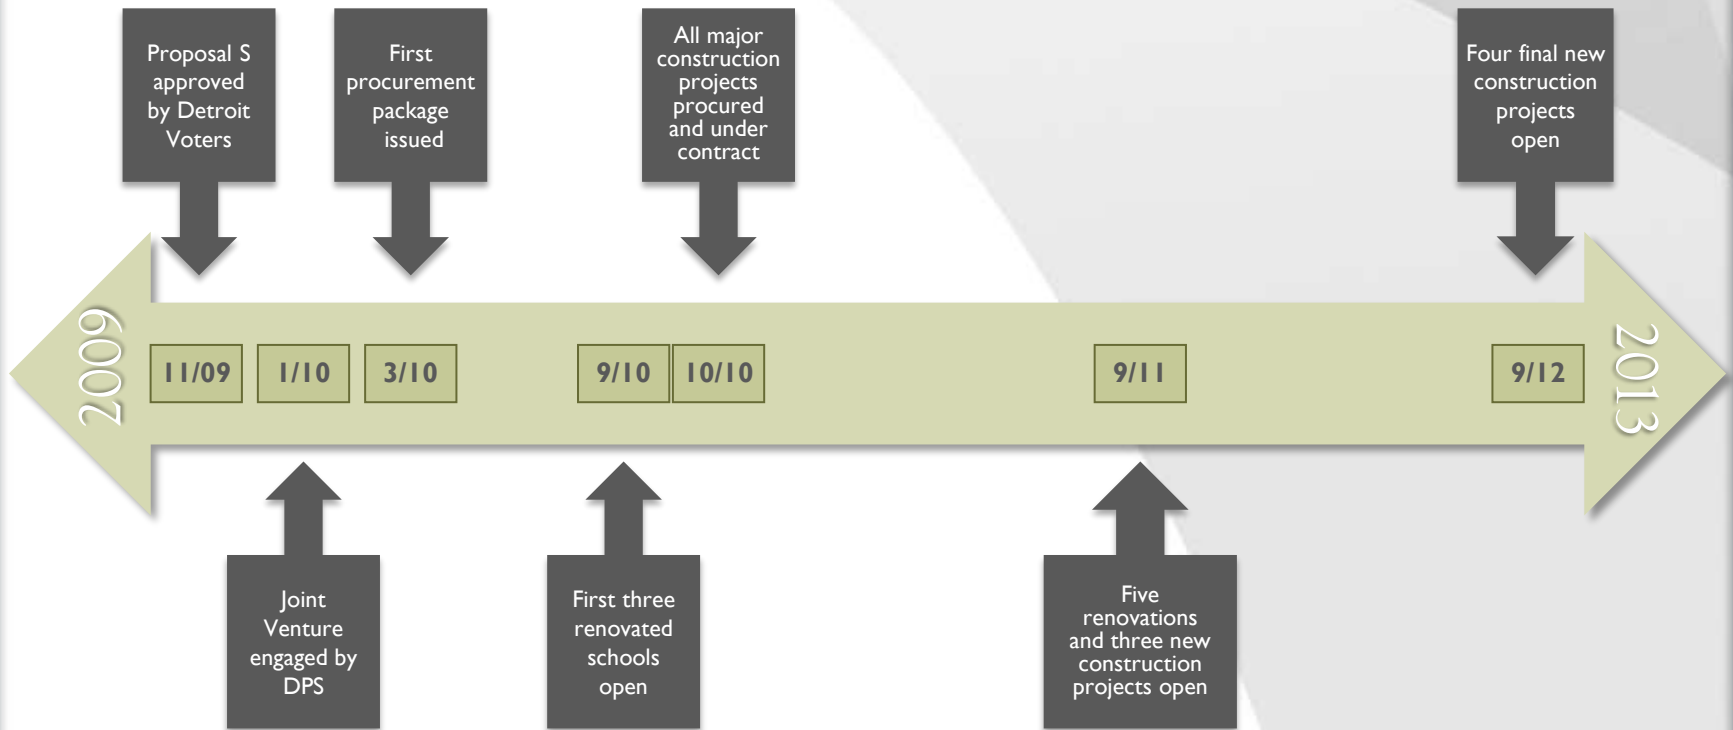 Proposal S
approved
by Detroit
Voters
First
procurement
package
issued
All major
construction
projects
procured
and under
contract
Four final new
construction
projects
open
2009
11/09
1/10
3/10
9/10
10/10
9/11
9/12
2013
Joint
Venture
engaged by
DPS
First three
renovated
schools
open
Five
renovations
and three new
construction
projects open